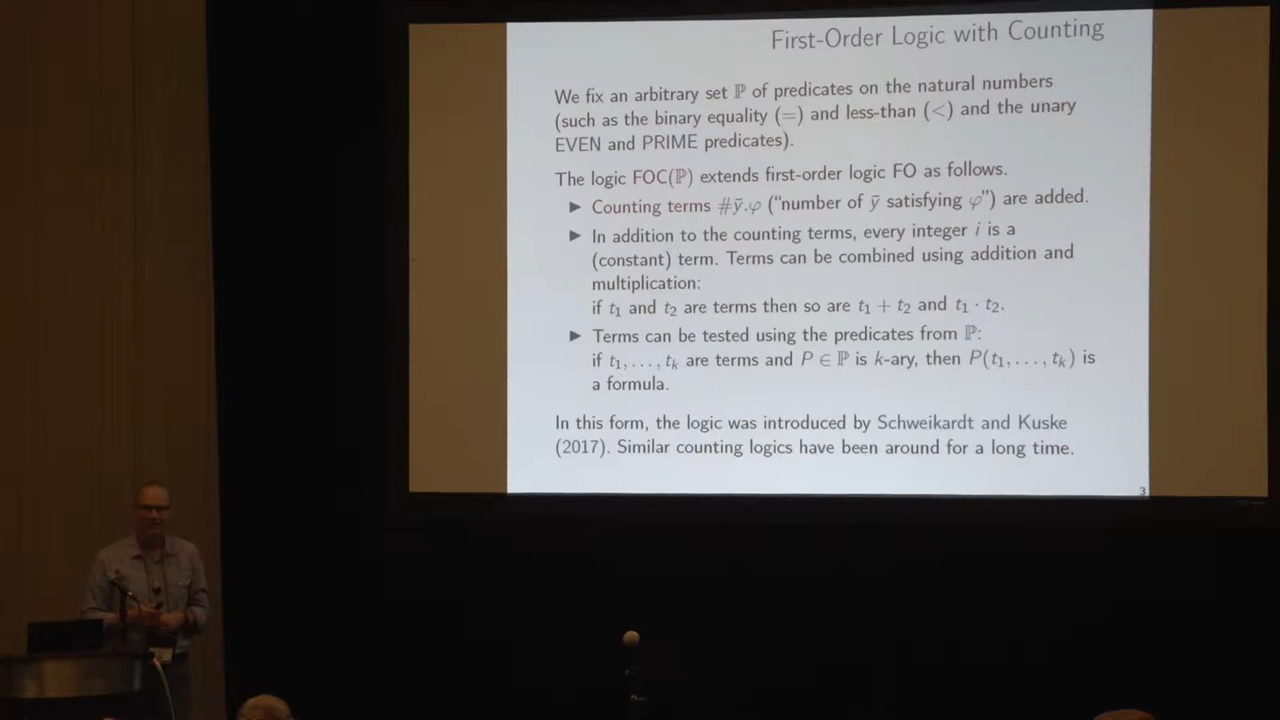 First-Order Logic with Counting
We fix an arbitrary set ℙ of predicates on the natural numbers
(such as the binary equality (=) and less-than (<) and the unary
EVEN and PRIME predicates).
The logic FOC(ℙ) extends first-order logic FO as follows.
▶ Counting terms #ȳ.φ (“number of ȳ satisfying φ”) are added.
▶ In addition to the counting terms, every integer i is a
(constant) term. Terms can be combined using addition and
multiplication:
if t₁ and t₂ are terms then so are t₁ + t₂ and t₁ · t₂.
▶ Terms can be tested using the predicates from ℙ:
if t₁, . . . , tₖ are terms and P ∈ ℙ is k-ary, then P(t₁, . . . , tₖ) is
a formula.
In this form, the logic was introduced by Schweikardt and Kuske
(2017). Similar counting logics have been around for a long time.
3